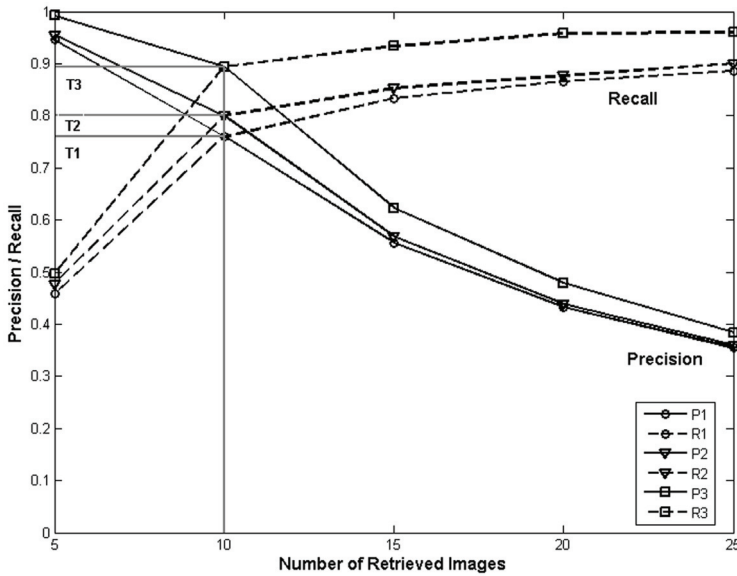 1
0.9
0.8
0.7
0.6
0.5
0.4
0.3
0.2
0.1
0
T3
T2
T1
Recall
Precision
P1
R1
P2
R2
P3
R3
5
10
15
20
25
Number of Retrieved Images
Precision / Recall